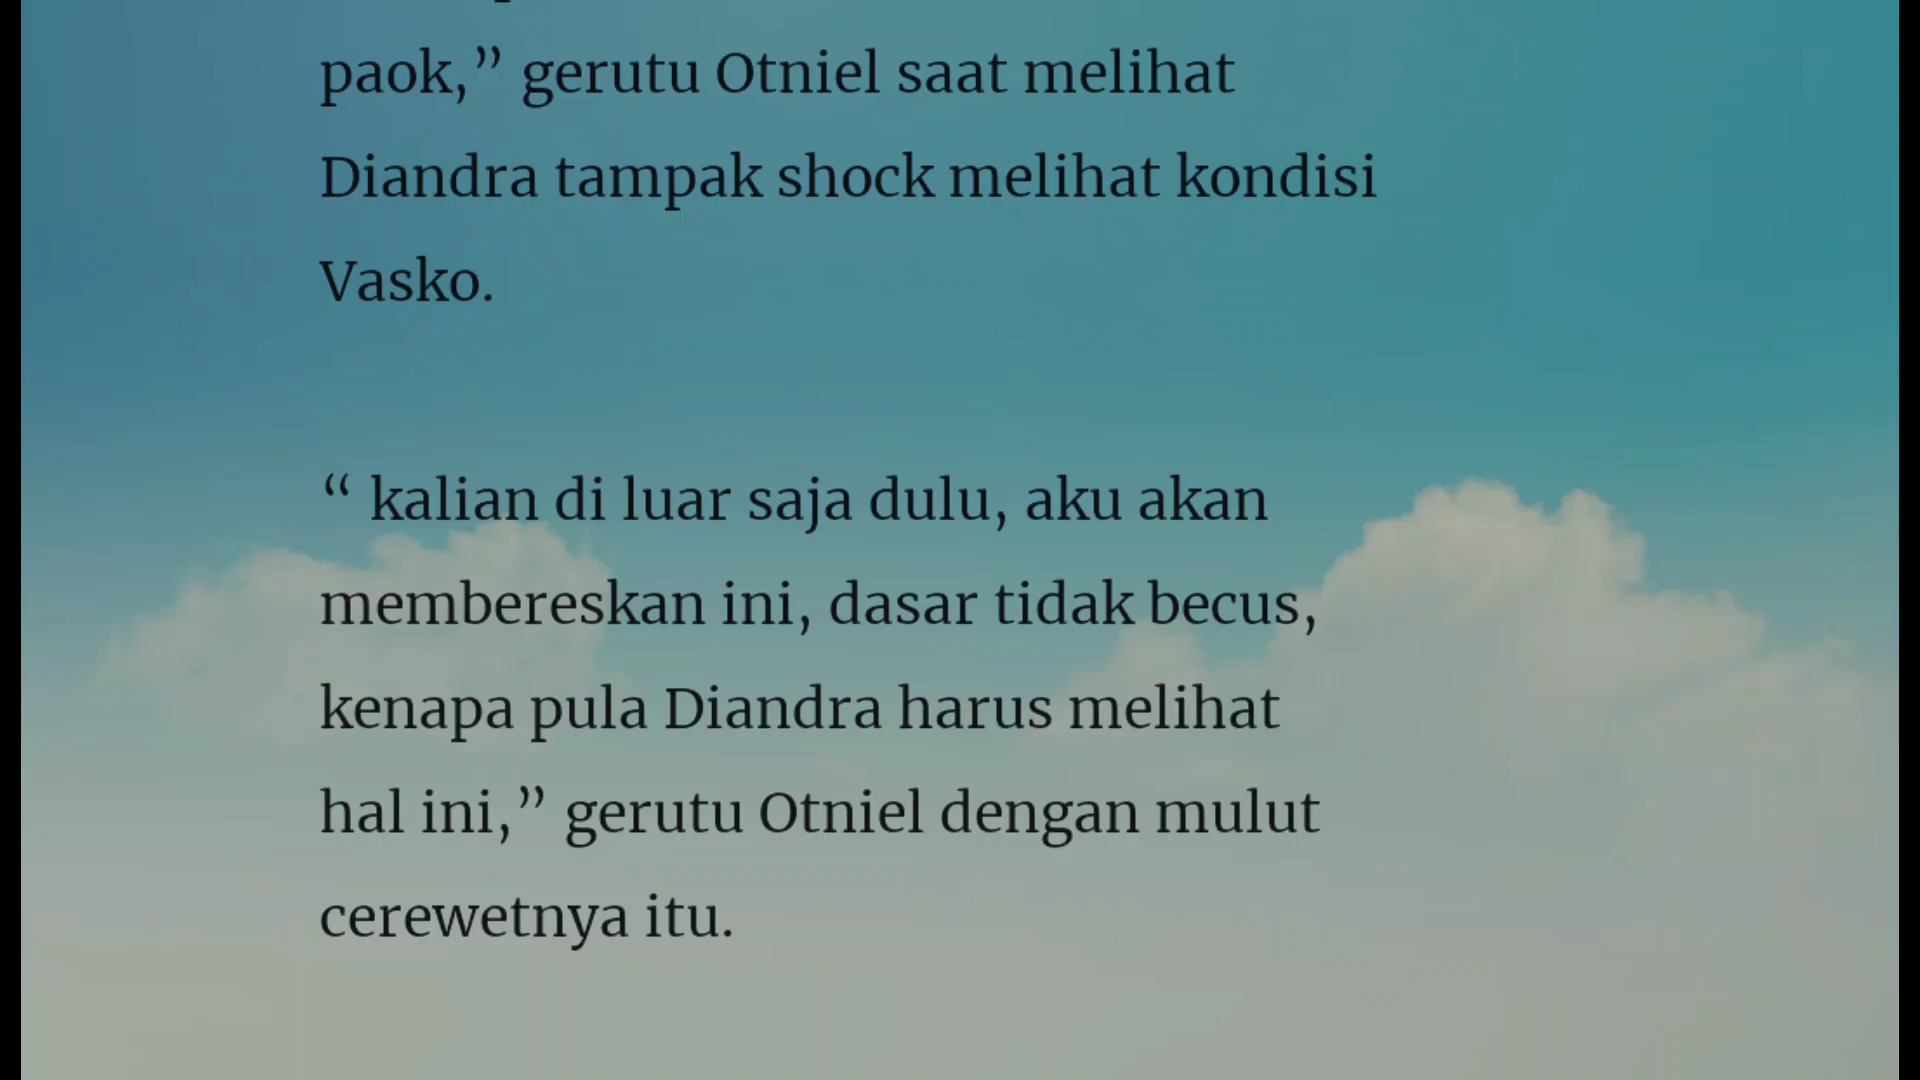 paok,” gerutu Otniel saat melihat
Diandra tampak shock melihat kondisi
Vasko.
“ kalian di luar saja dulu, aku akan
membereskan ini, dasar tidak becus,
kenapa pula Diandra harus melihat
hal ini,” gerutu Otniel dengan mulut
cerewetnya itu.